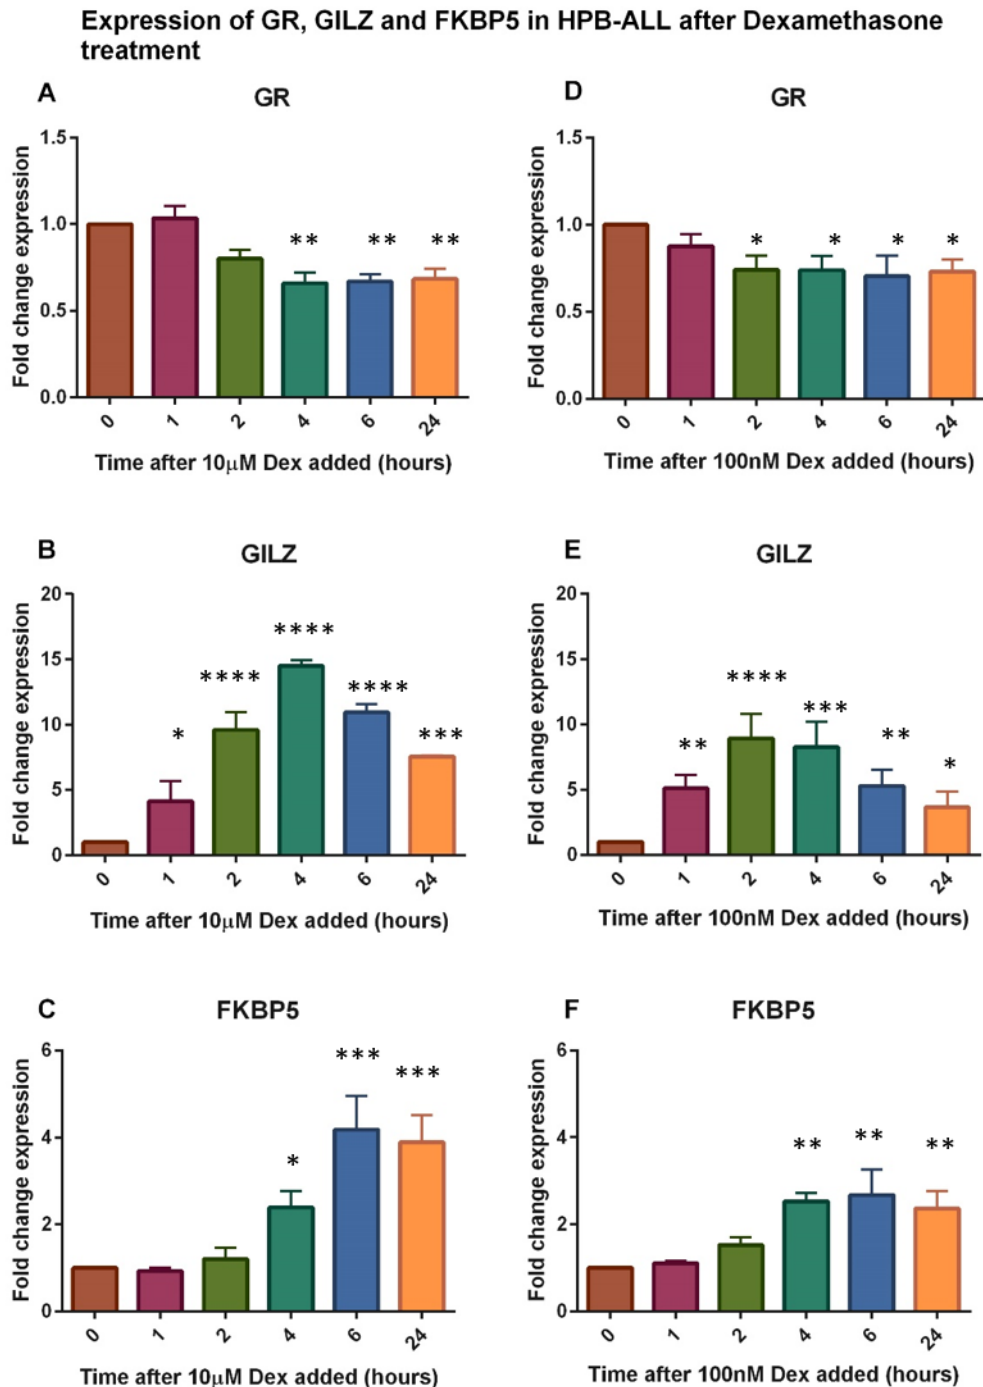 Expression of GR, GILZ and FKBP5 in HPB-ALL after Dexamethasone
treatment
A
GR
Fold change expression
1.5
1.0
0.5
0.0
** ** **
0 1 2 4 6 24
Time after 10μM Dex added (hours)
D
GR
Fold change expression
1.5
1.0
0.5
0.0
* * * *
0 1 2 4 6 24
Time after 100nM Dex added (hours)
B
GILZ
Fold change expression
20
15
10
5
0
* **** **** **** ***
0 1 2 4 6 24
Time after 10μM Dex added (hours)
E
GILZ
Fold change expression
20
15
10
5
0
** **** *** ** *
0 1 2 4 6 24
Time after 100nM Dex added (hours)
C
FKBP5
Fold change expression
6
4
2
0
* *** ***
0 1 2 4 6 24
Time after 10μM Dex added (hours)
F
FKBP5
Fold change expression
6
4
2
0
** ** **
0 1 2 4 6 24
Time after 100nM Dex added (hours)